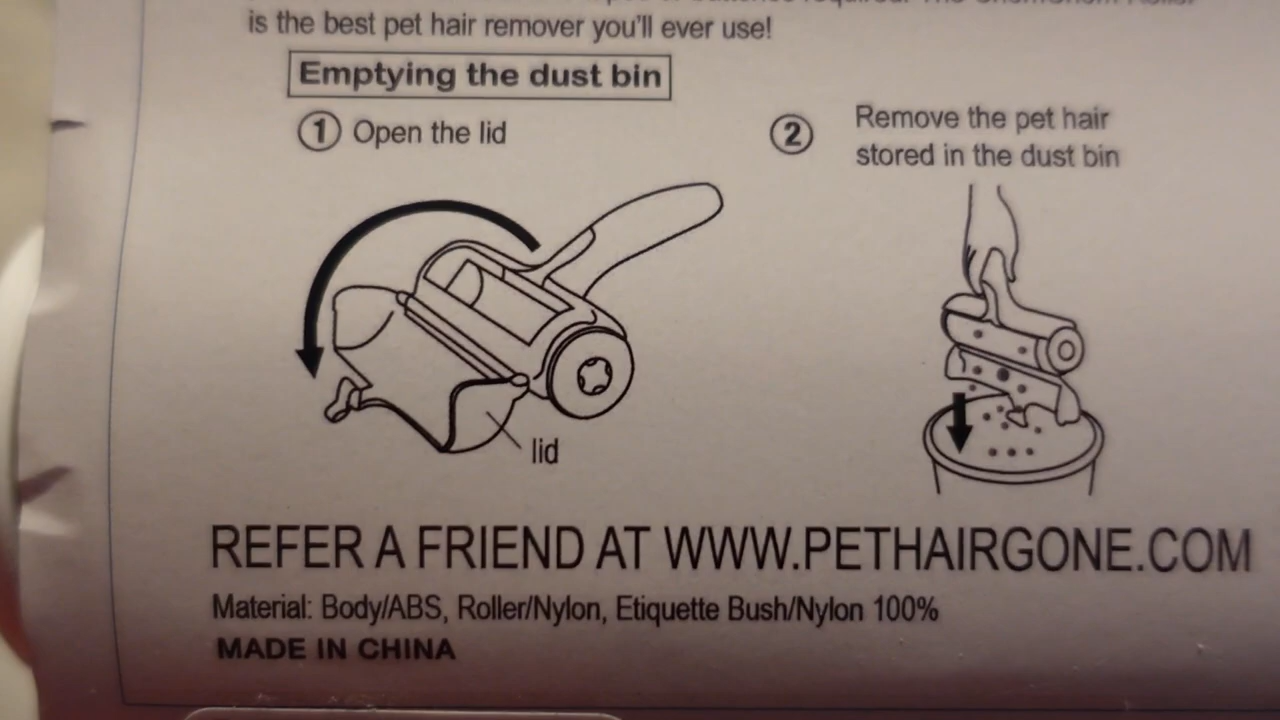 is the best pet hair remover you'll ever use!
Emptying the dust bin
1 Open the lid
2 Remove the pet hair
stored in the dust bin
lid
REFER A FRIEND AT WWW.PETHAIRGONE.COM
Material: Body/ABS, Roller/Nylon, Etiquette Bush/Nylon 100%
MADE IN CHINA